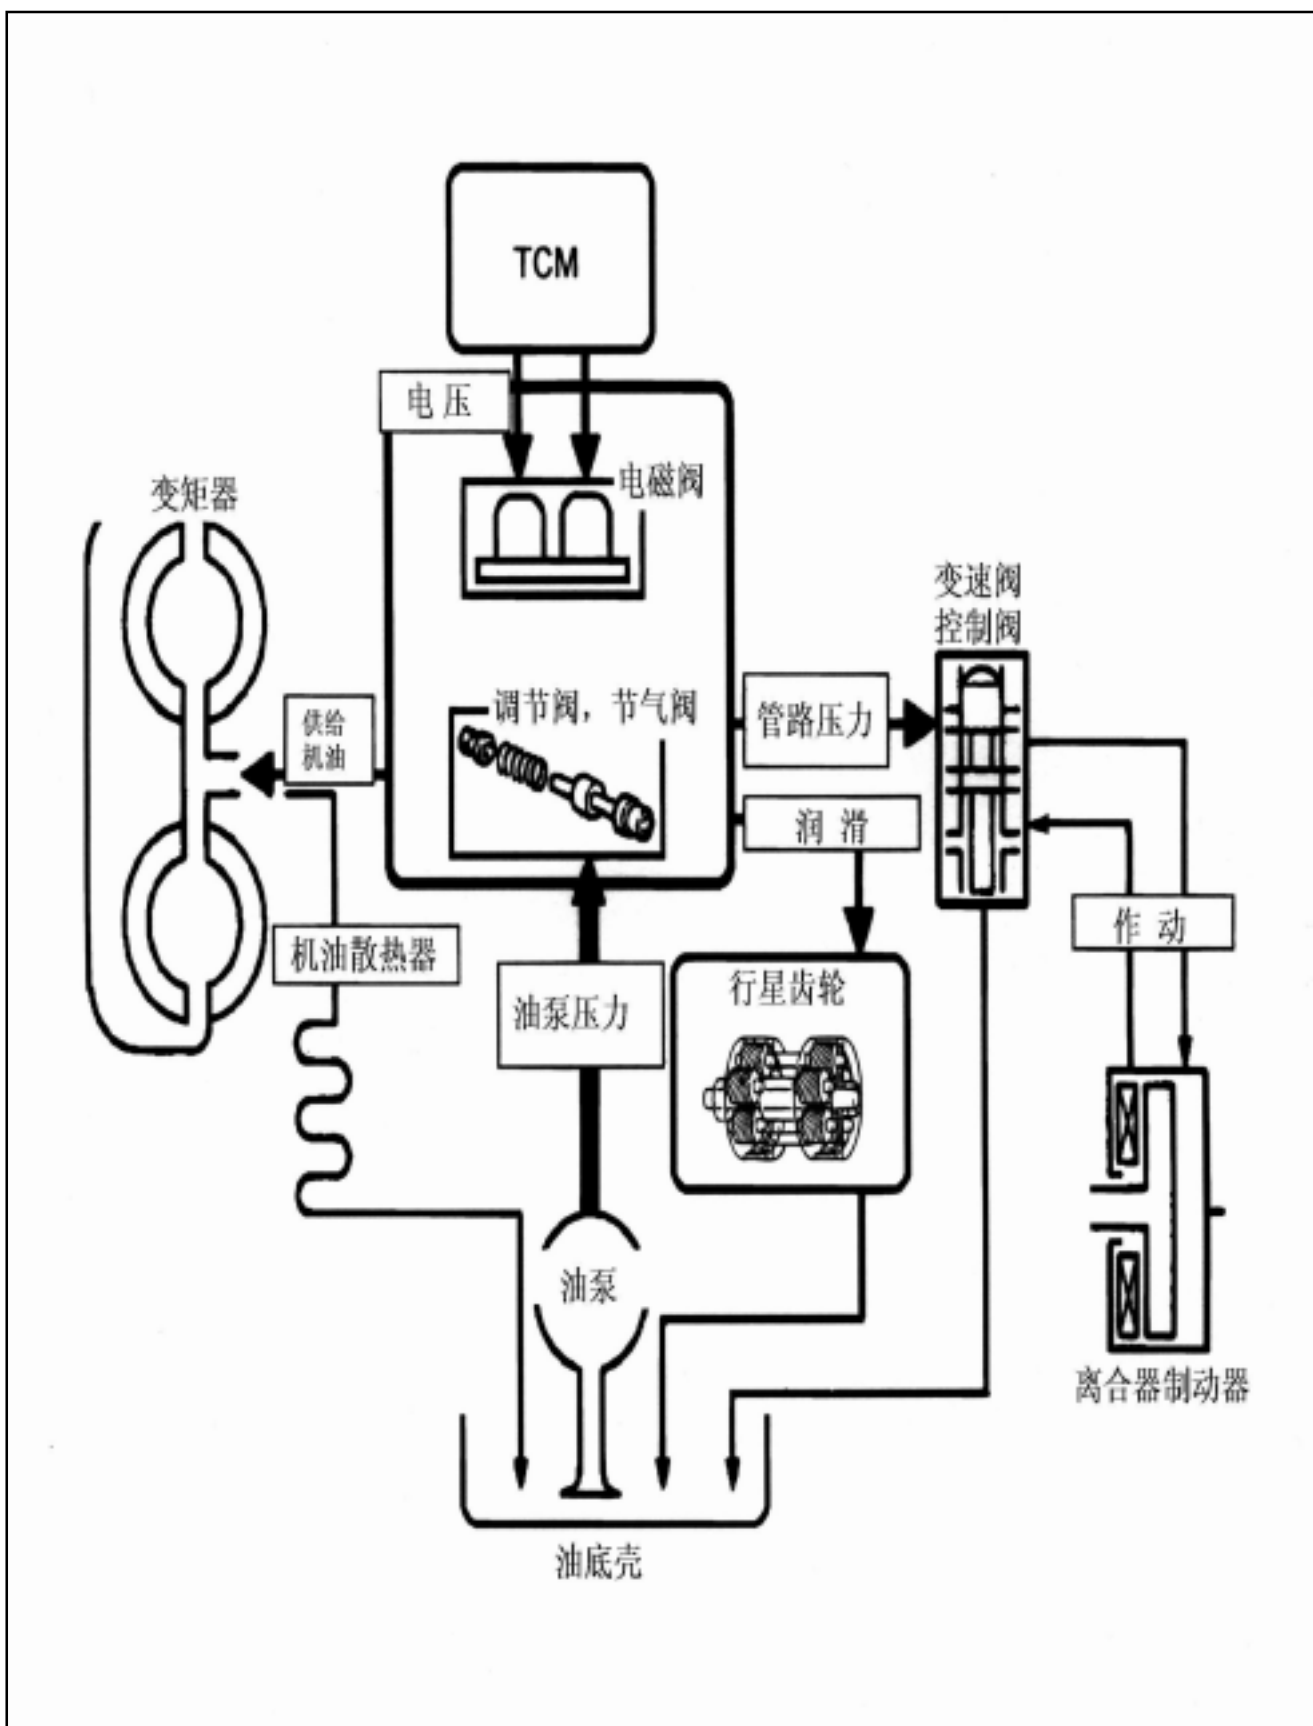 TCM
电压
电磁阀
变矩器
变速阀
控制阀
调节阀，节气阀
供给
机油
管路压力
润滑
作动
机油散热器
油泵压力
行星齿轮
油泵
离合器制动器
油底壳